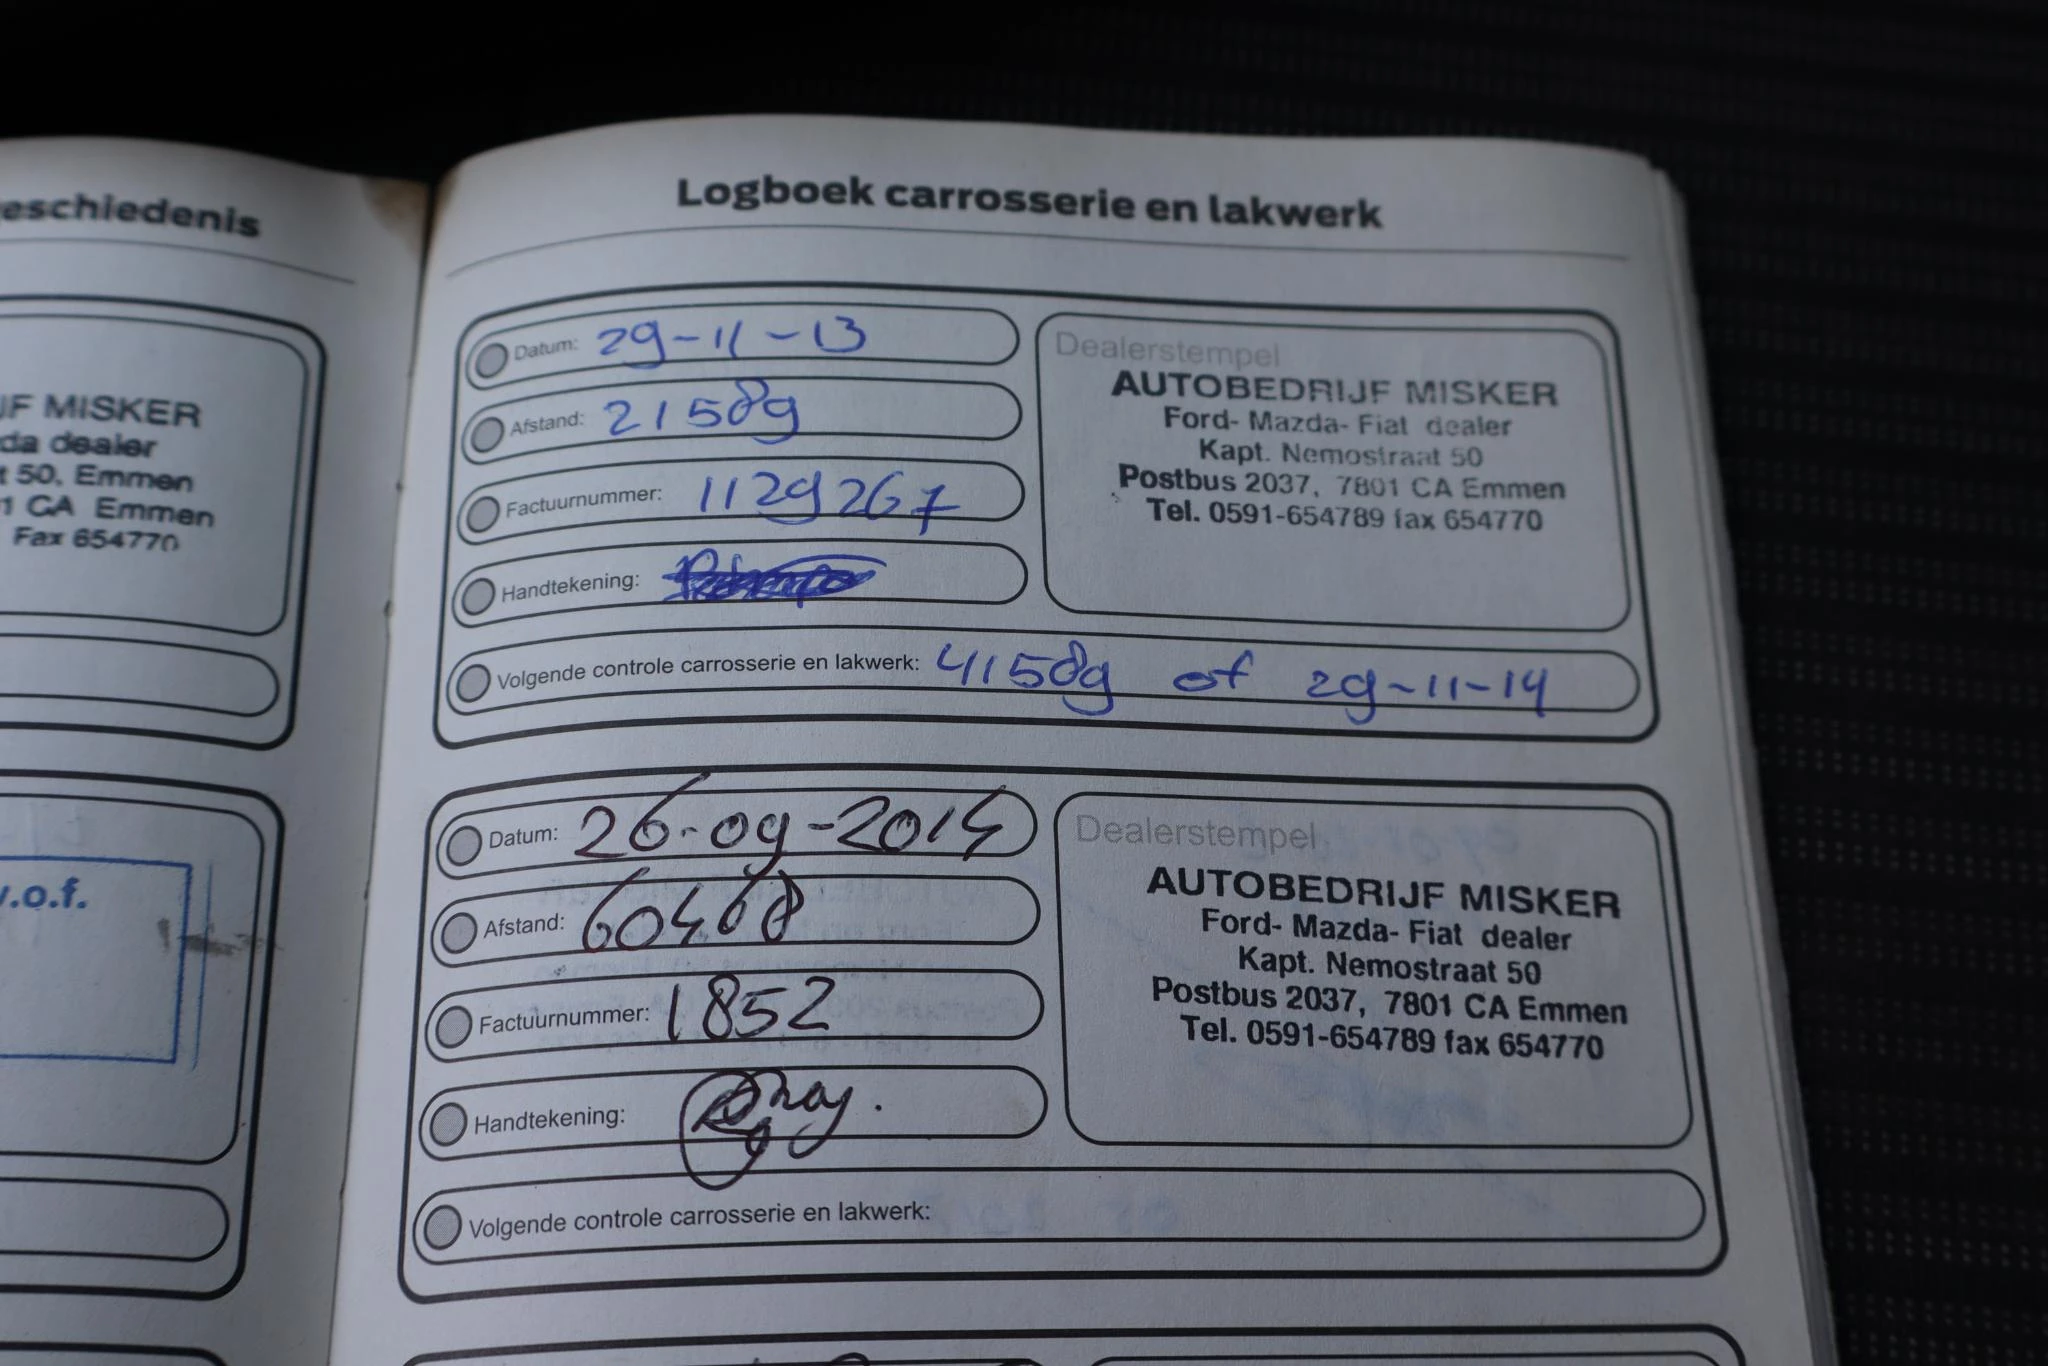 eschiedenis
JF MISKER
da dealer
t 50, Emmen
1 CA Emmen
Fax 654770
v.o.f.
Logboek carrosserie en lakwerk
Datum: 29-11-13
Afstand: 21589
Factuurnummer: 1129267
Handtekening:
Volgende controle carrosserie en lakwerk: 41589 of 29-11-14
Dealerstempel
AUTOBEDRIJF MISKER
Ford- Mazda- Fiat dealer
Kapt. Nemostraat 50
Postbus 2037, 7801 CA Emmen
Tel. 0591-654789 fax 654770
Datum: 26-09-2014
Afstand: 60468
Factuurnummer: 1852
Handtekening:
Volgende controle carrosserie en lakwerk:
Dealerstempel
AUTOBEDRIJF MISKER
Ford- Mazda- Fiat dealer
Kapt. Nemostraat 50
Postbus 2037, 7801 CA Emmen
Tel. 0591-654789 fax 654770